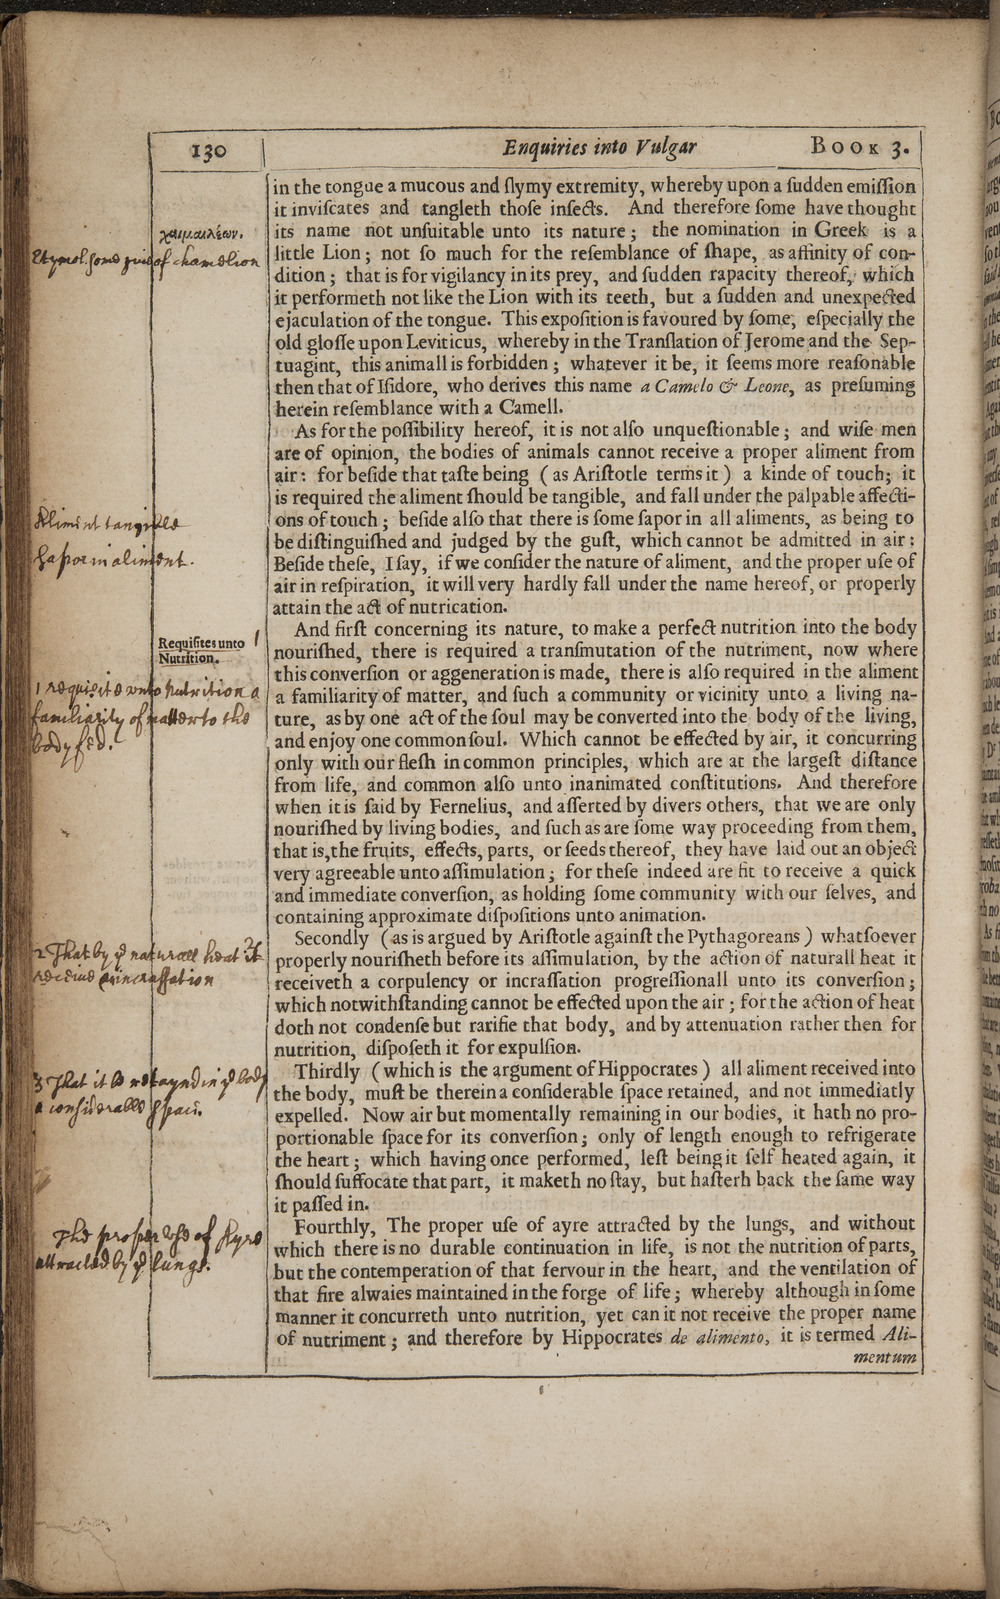 130
Enquiries into Vulgar
BOOK 3.
in the tongue a mucous and ſlymy extremity, whereby upon a ſudden emiſſion
it inviſcates and tangleth thoſe inſects. And therefore ſome have thought
its name not unſuitable unto its nature; the nomination in Greek is a
little Lion; not ſo much for the reſemblance of ſhape, as affinity of con-
dition; that is for vigilancy in its prey, and ſudden rapacity thereof, which
it performeth not like the Lion with its teeth, but a ſudden and unexpected
ejaculation of the tongue. This expoſition is favoured by ſome, eſpecially the
old gloſſe upon Leviticus, whereby in the Tranſlation of Jerome and the Sep-
tuagint, this animall is forbidden; whatever it be, it ſeems more reaſonable
then that of Iſidore, who derives this name a Camelo & Leone, as preſuming
herein reſemblance with a Camell.
As for the poſſibility hereof, it is not alſo unqueſtionable; and wiſe men
are of opinion, the bodies of animals cannot receive a proper aliment from
air: for beſide that taſte being (as Ariſtotle terms it) a kinde of touch; it
is required the aliment ſhould be tangible, and fall under the palpable affecti-
ons of touch; beſide alſo that there is ſome ſapor in all aliments, as being to
be diſtinguiſhed and judged by the guſt, which cannot be admitted in air:
Beſide theſe, I ſay, if we conſider the nature of aliment, and the proper uſe of
air in reſpiration, it will very hardly fall under the name hereof, or properly
attain the act of nutrication.
And firſt concerning its nature, to make a perfect nutrition into the body
nouriſhed, there is required a tranſmutation of the nutriment, now where
this converſion or aggeneration is made, there is alſo required in the aliment
a familiarity of matter, and ſuch a community or vicinity unto a living na-
ture, as by one act of the ſoul may be converted into the body of the living,
and enjoy one common ſoul. Which cannot be effected by air, it concurring
only with our fleſh in common principles, which are at the largeſt diſtance
from life, and common alſo unto inanimated conſtitutions. And therefore
when it is ſaid by Fernelius, and aſſerted by divers others, that we are only
nouriſhed by living bodies, and ſuch as are ſome way proceeding from them,
that is, the fruits, effects, parts, or ſeeds thereof, they have laid out an object
very agreeable unto aſſimulation; for theſe indeed are fit to receive a quick
and immediate converſion, as holding ſome community with our ſelves, and
containing approximate diſpoſitions unto animation.
Secondly (as is argued by Ariſtotle againſt the Pythagoreans) whatſoever
properly nouriſheth before its aſſimulation, by the action of naturall heat it
receiveth a corpulency or incraſſation progreſſionall unto its converſion;
which notwithſtanding cannot be effected upon the air; for the action of heat
doth not condenſe but rarifie that body, and by attenuation rather then for
nutrition, diſpoſeth it for expulſion.
Thirdly (which is the argument of Hippocrates) all aliment received into
the body, muſt be therein a conſiderable ſpace retained, and not immediatly
expelled. Now air but momentally remaining in our bodies, it hath no pro-
portionable ſpace for its converſion; only of length enough to refrigerate
the heart; which having once performed, leſt being it ſelf heated again, it
ſhould ſuffocate that part, it maketh no ſtay, but haſterh back the ſame way
it paſſed in.
Fourthly, The proper uſe of ayre attracted by the lungs, and without
which there is no durable continuation in life, is not the nutrition of parts,
but the contemperation of that fervour in the heart, and the ventilation of
that fire alwaies maintained in the forge of life; whereby although in ſome
manner it concurreth unto nutrition, yet can it not receive the proper name
of nutriment; and therefore by Hippocrates de alimento, it is termed Ali-
mentum
χαιμαιλέων.
Etymol. of chamelion
Aliment tangible
Sapor in aliment.
Requiſites unto
Nutrition.
1 requiſite unto nutrition a
familiarity of matter to the
body fed.
2 That by yᵉ naturall heat it
receive incraſſation
3 That it be retaynd in yᵉ body
a conſiderable ſpace.
The proper uſe of Ayre
attracted by yᵉ lungs.